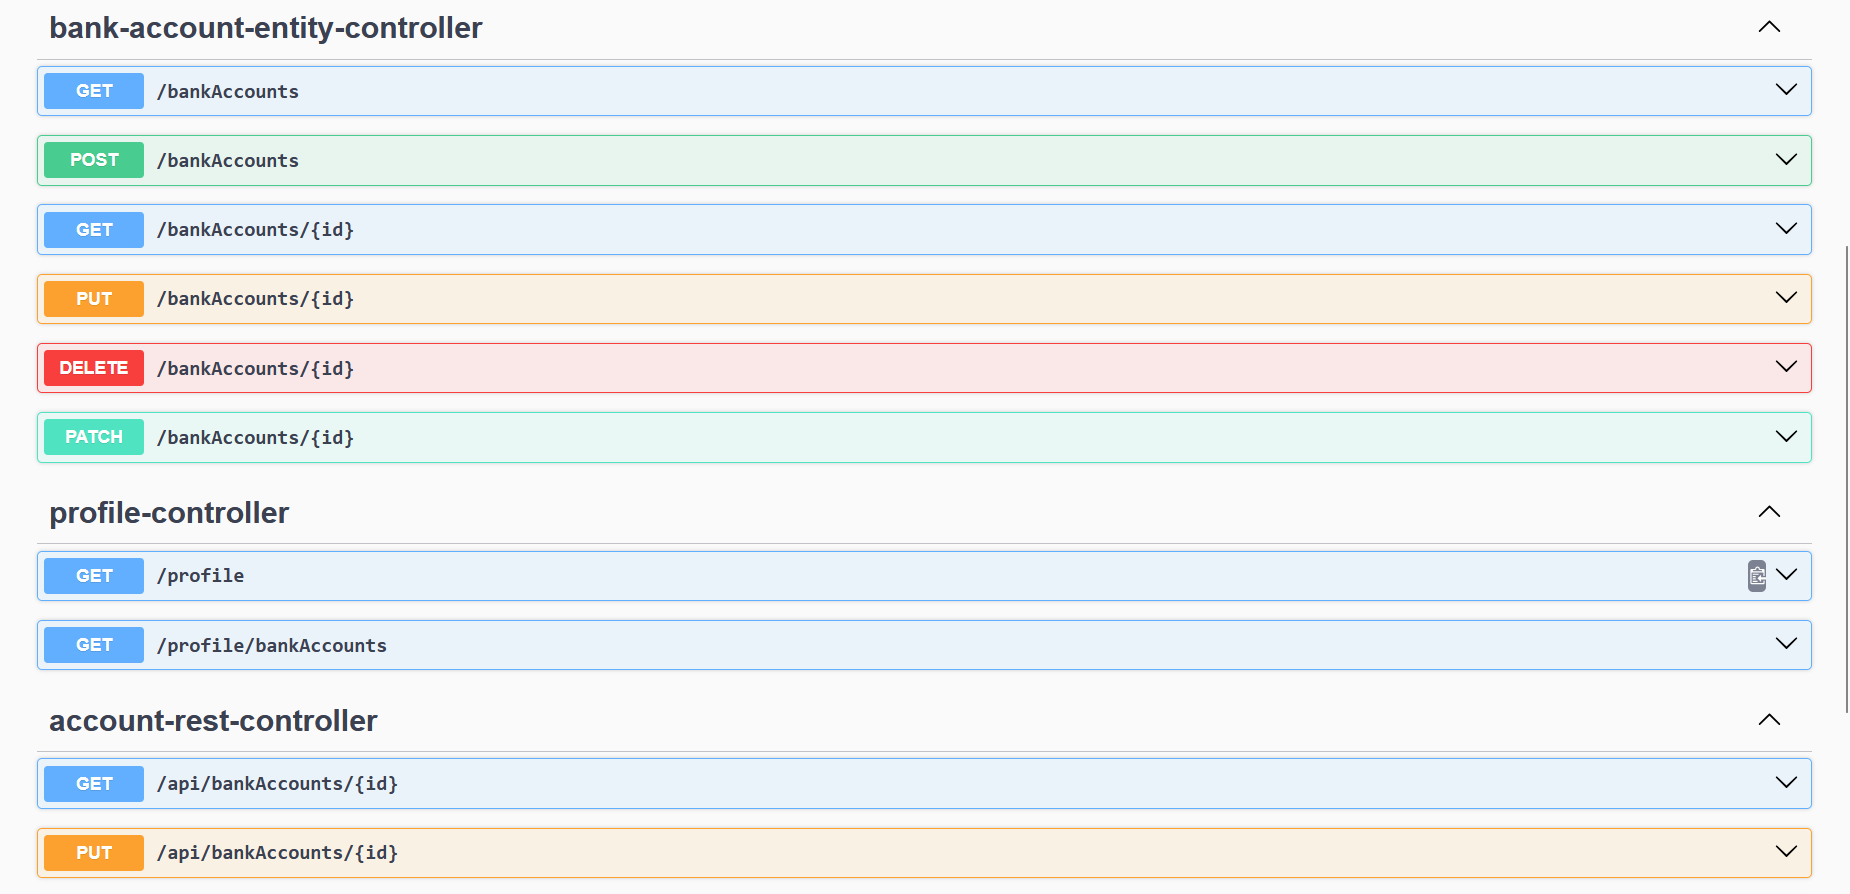 bank-account-entity-controller
GET /bankAccounts
POST /bankAccounts
GET /bankAccounts/{id}
PUT /bankAccounts/{id}
DELETE /bankAccounts/{id}
PATCH /bankAccounts/{id}
profile-controller
GET /profile
GET /profile/bankAccounts
account-rest-controller
GET /api/bankAccounts/{id}
PUT /api/bankAccounts/{id}